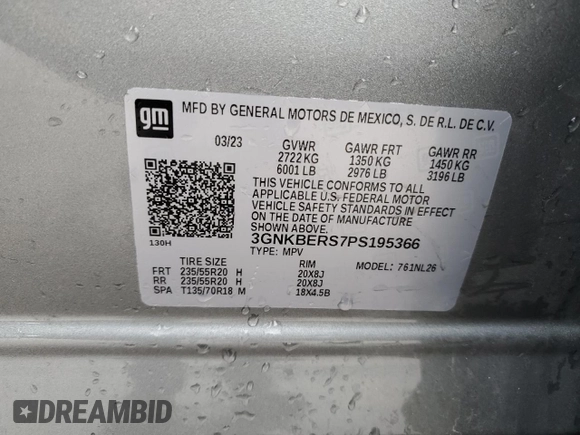 gm
MFD BY GENERAL MOTORS DE MEXICO, S. DE R.L. DE C.V.
03/23 GVWR GAWR FRT GAWR RR
2722 KG 1350 KG 1450 KG
6001 LB 2976 LB 3196 LB
THIS VEHICLE CONFORMS TO ALL
APPLICABLE U.S. FEDERAL MOTOR
VEHICLE SAFETY STANDARDS IN EFFECT
ON THE DATE OF MANUFACTURE
SHOWN ABOVE.
130H
3GNKBERS7PS195366
TYPE: MPV
MODEL: 761NL26
TIRE SIZE RIM
FRT 235/55R20 H 20X8J
RR 235/55R20 H 20X8J
SPA T135/70R18 M 18X4.5B
DREAMBID